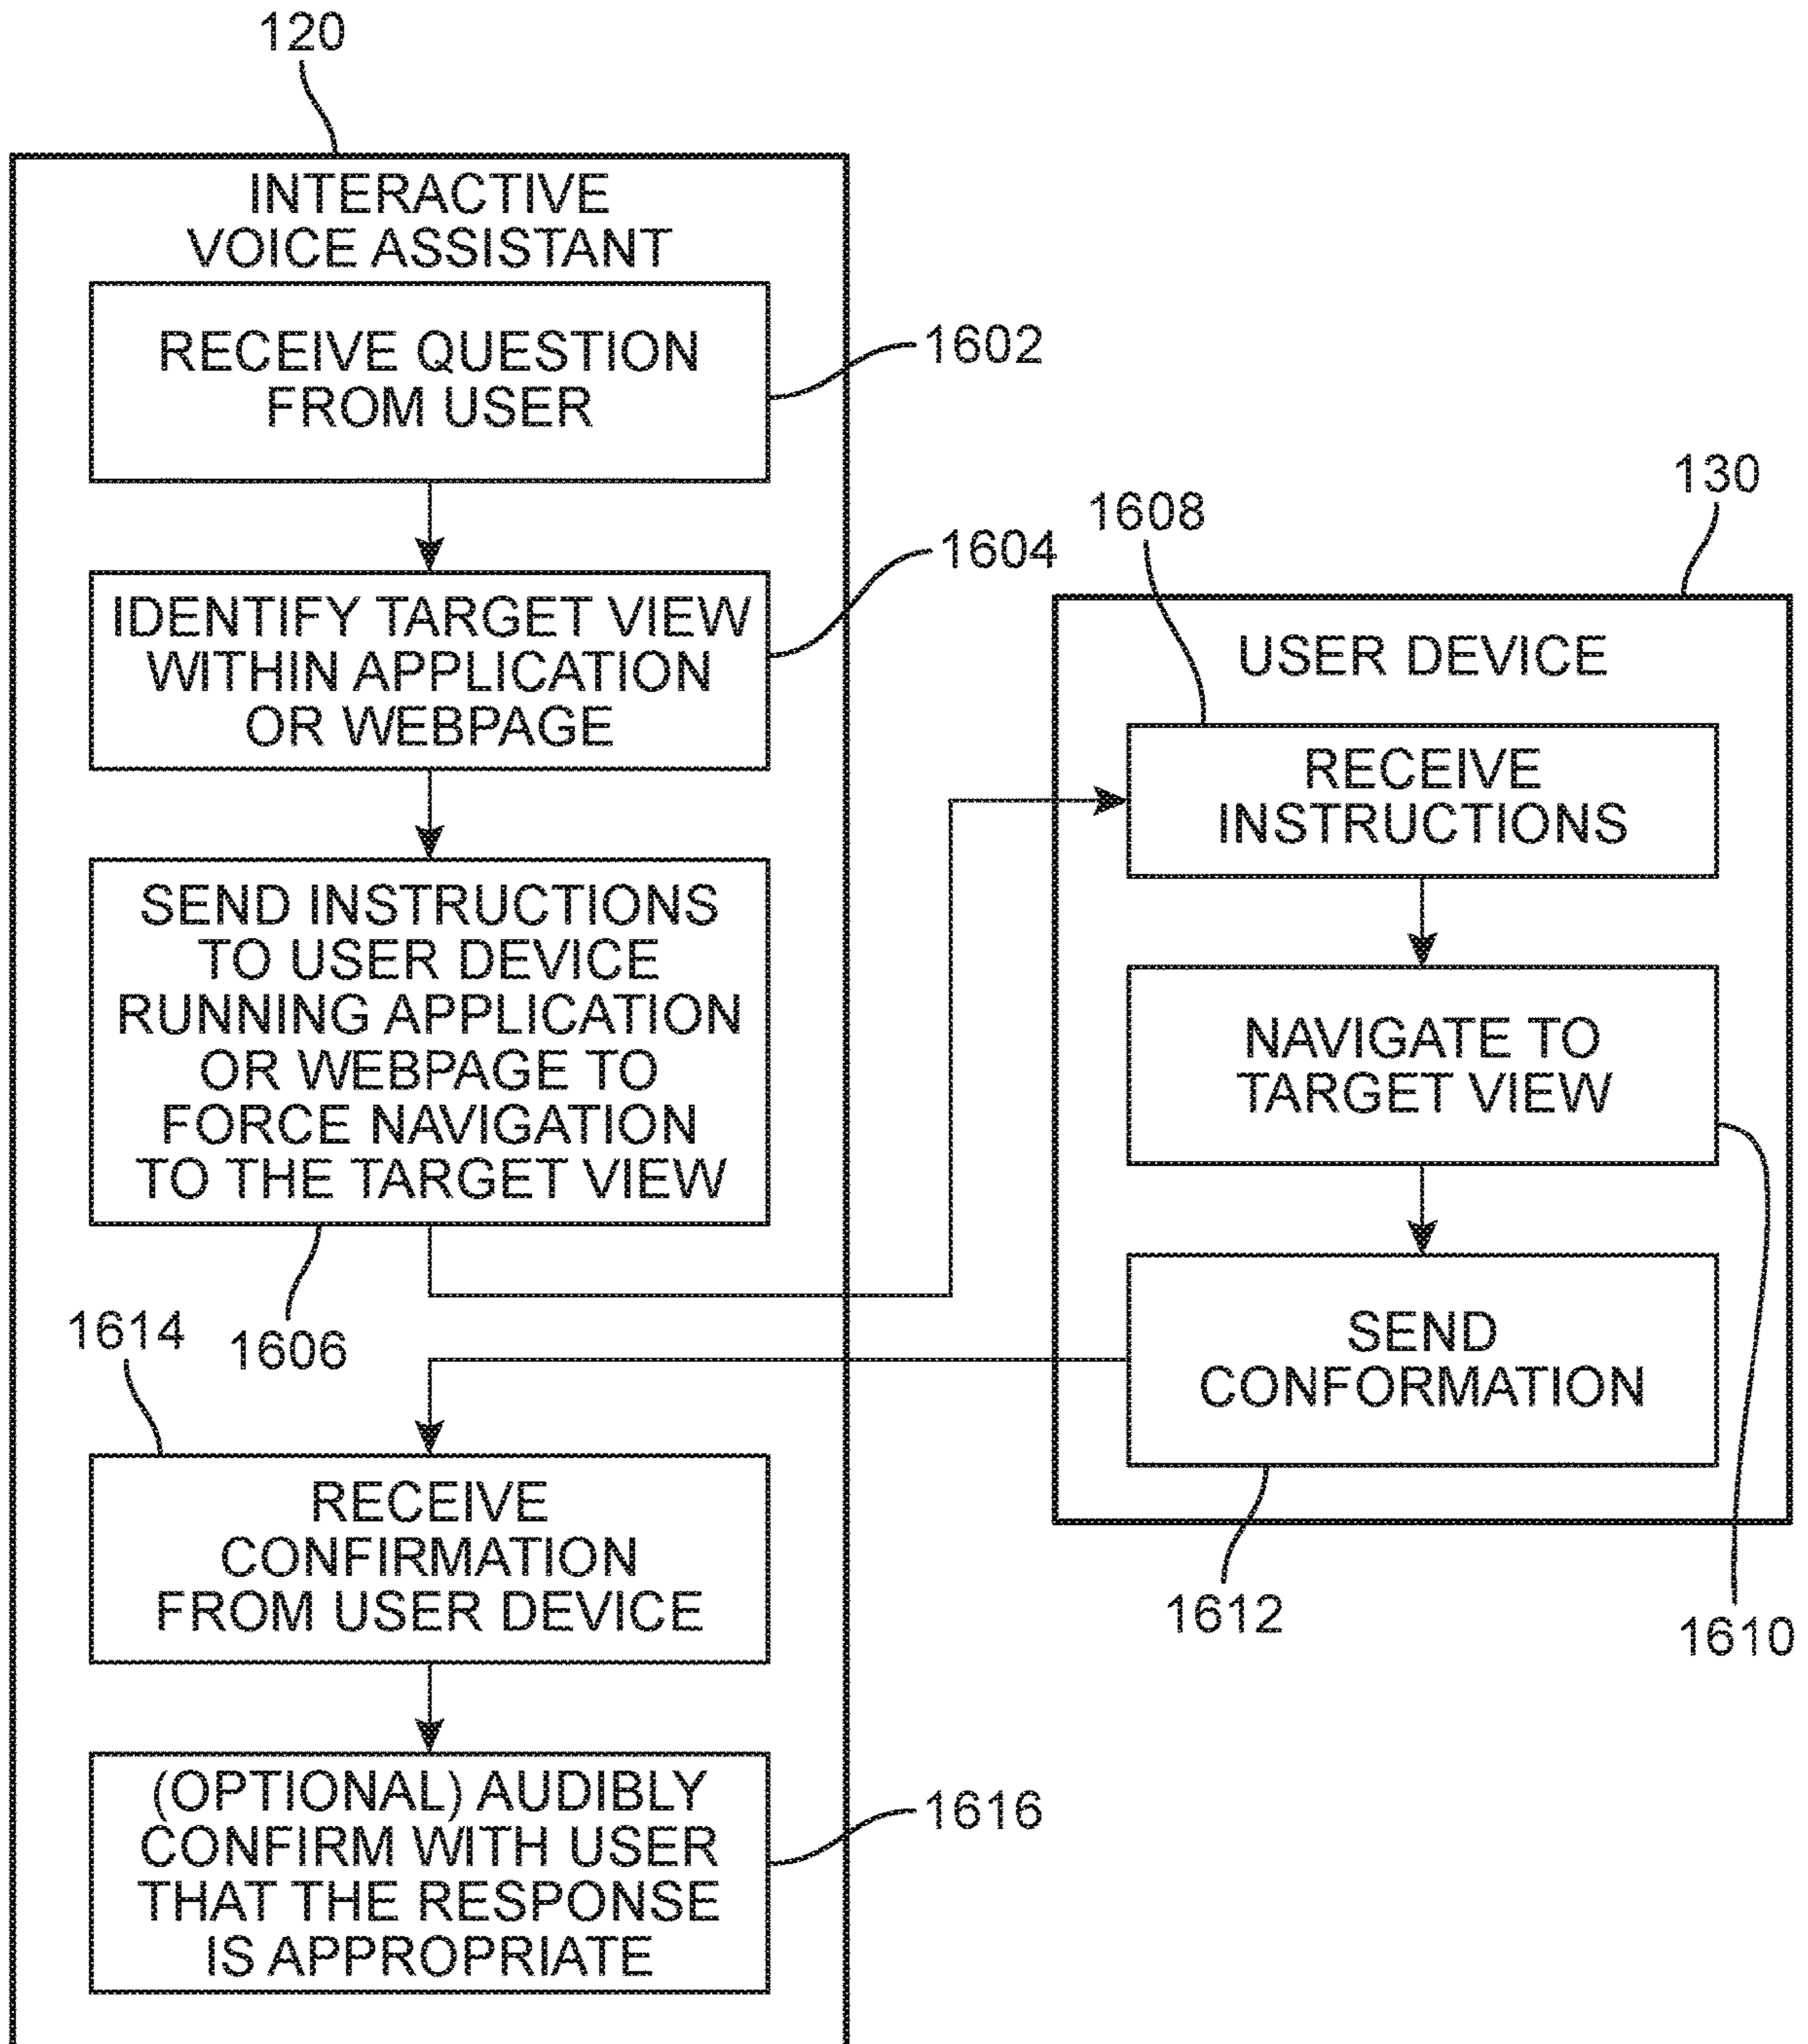 120
INTERACTIVE
VOICE ASSISTANT
RECEIVE QUESTION
FROM USER
1602
IDENTIFY TARGET VIEW
WITHIN APPLICATION
OR WEBPAGE
1604
SEND INSTRUCTIONS
TO USER DEVICE
RUNNING APPLICATION
OR WEBPAGE TO
FORCE NAVIGATION
TO THE TARGET VIEW
1606
130
USER DEVICE
1608
RECEIVE
INSTRUCTIONS
NAVIGATE TO
TARGET VIEW
1610
SEND
CONFORMATION
1612
1614
RECEIVE
CONFIRMATION
FROM USER DEVICE
(OPTIONAL) AUDIBLY
CONFIRM WITH USER
THAT THE RESPONSE
IS APPROPRIATE
1616